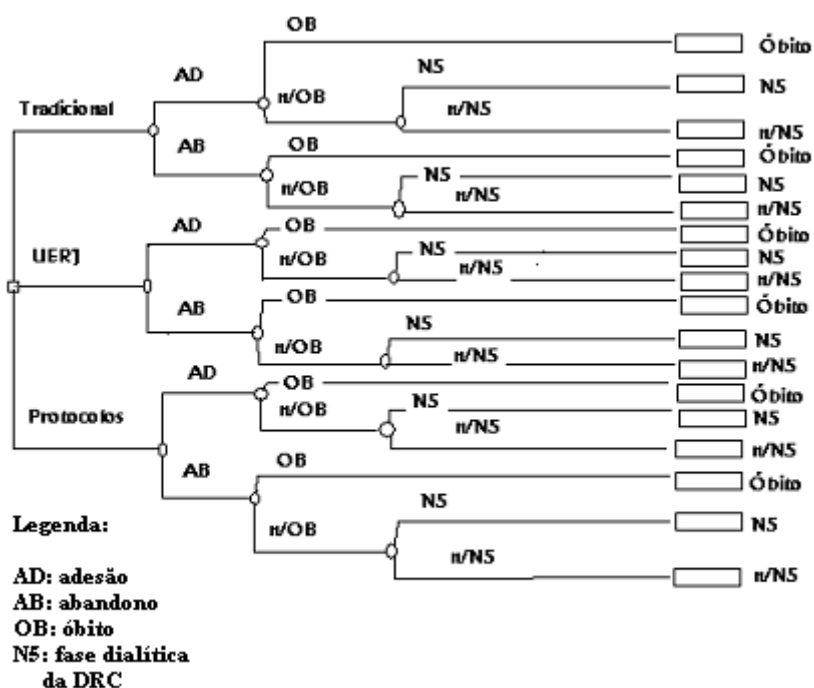 OB
Óbito
AD
N5
n/OB
N5
Tradicional
n/N5
n/N5
AB
OB
Óbito
N5
N5
n/OB
n/N5
n/N5
AD
OB
Óbito
UERJ
n/OB
N5
n/N5
N5
n/N5
AB
OB
Óbito
N5
N5
n/OB
n/N5
n/N5
AD
OB
Óbito
Protocolos
n/OB
N5
N5
n/N5
n/N5
AB
OB
Óbito
N5
N5
n/OB
n/N5
n/N5
Legenda:
AD: adesão
AB: abandono
OB: óbito
N5: fase dialítica
da DRC